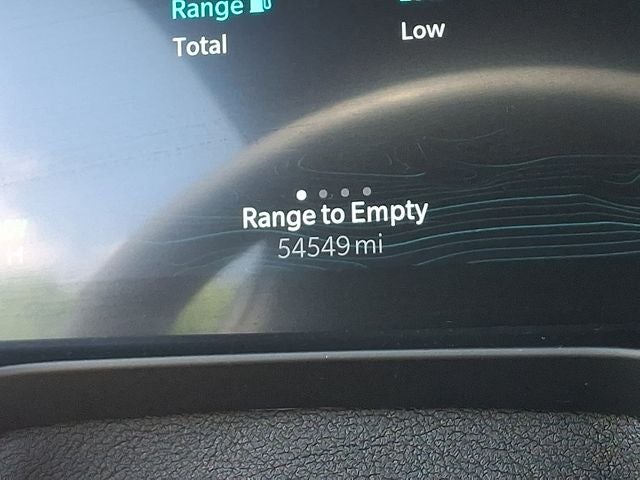 Range
Total
Low
Range to Empty
54549 mi